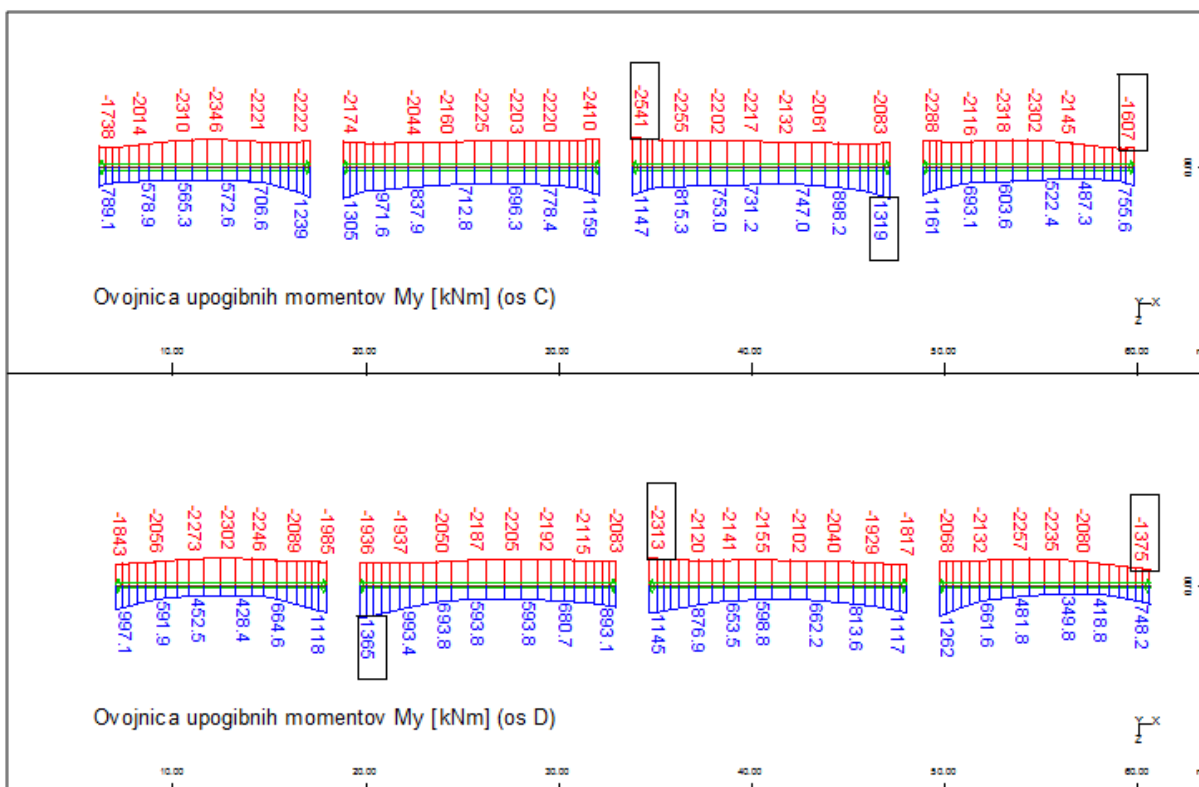 -1738 -2014 -2310 -2346 -2221 -2222 -2174 -2044 -2160 -2225 -2203 -2220 -2410 -2541 -2255 -2202 -2217 -2132 -2061 -2083 -2288 -2116 -2318 -2302 -2145 -1607
789.1 578.9 565.3 572.6 706.6 1239 1305 971.6 837.9 712.8 696.3 778.4 1159 1147 815.3 753.0 731.2 747.0 898.2 1319 1161 693.1 603.6 522.4 487.3 755.6
Ovojnica upogibnih momentov My [kNm] (os C)
Y X
Z
10.00 20.00 30.00 40.00 50.00 60.00
-1843 -2056 -2273 -2302 -2246 -2089 -1985 -1936 -1937 -2050 -2187 -2205 -2192 -2115 -2083 -2313 -2120 -2141 -2155 -2102 -2040 -1929 -1817 -2068 -2132 -2257 -2235 -2080 -1375
997.1 591.9 452.5 428.4 664.6 1118 1365 993.4 693.8 593.8 593.8 680.7 893.1 1145 876.9 653.5 598.8 662.2 813.6 1117 1262 661.6 481.8 349.8 418.8 748.2
Ovojnica upogibnih momentov My [kNm] (os D)
Y X
Z
10.00 20.00 30.00 40.00 50.00 60.00